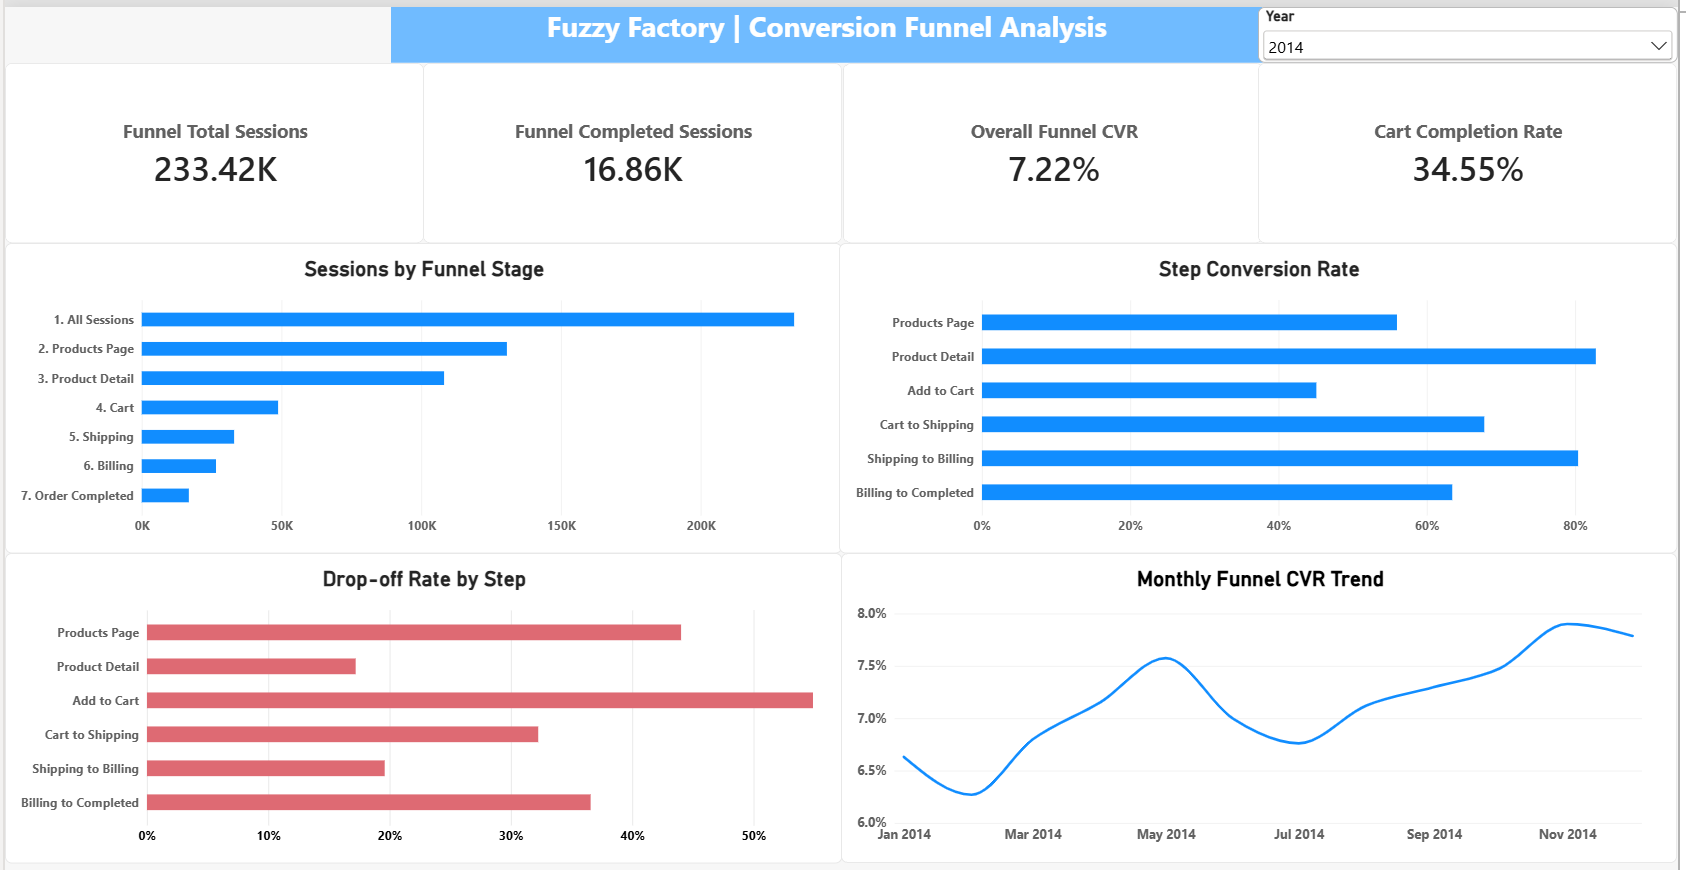 Fuzzy Factory | Conversion Funnel Analysis
Year
2014
Funnel Total Sessions
233.42K
Funnel Completed Sessions
16.86K
Overall Funnel CVR
7.22%
Cart Completion Rate
34.55%
Sessions by Funnel Stage
1. All Sessions
2. Products Page
3. Product Detail
4. Cart
5. Shipping
6. Billing
7. Order Completed
0K 50K 100K 150K 200K
Step Conversion Rate
Products Page
Product Detail
Add to Cart
Cart to Shipping
Shipping to Billing
Billing to Completed
0% 20% 40% 60% 80%
Drop-off Rate by Step
Products Page
Product Detail
Add to Cart
Cart to Shipping
Shipping to Billing
Billing to Completed
0% 10% 20% 30% 40% 50%
Monthly Funnel CVR Trend
8.0%
7.5%
7.0%
6.5%
6.0%
Jan 2014 Mar 2014 May 2014 Jul 2014 Sep 2014 Nov 2014